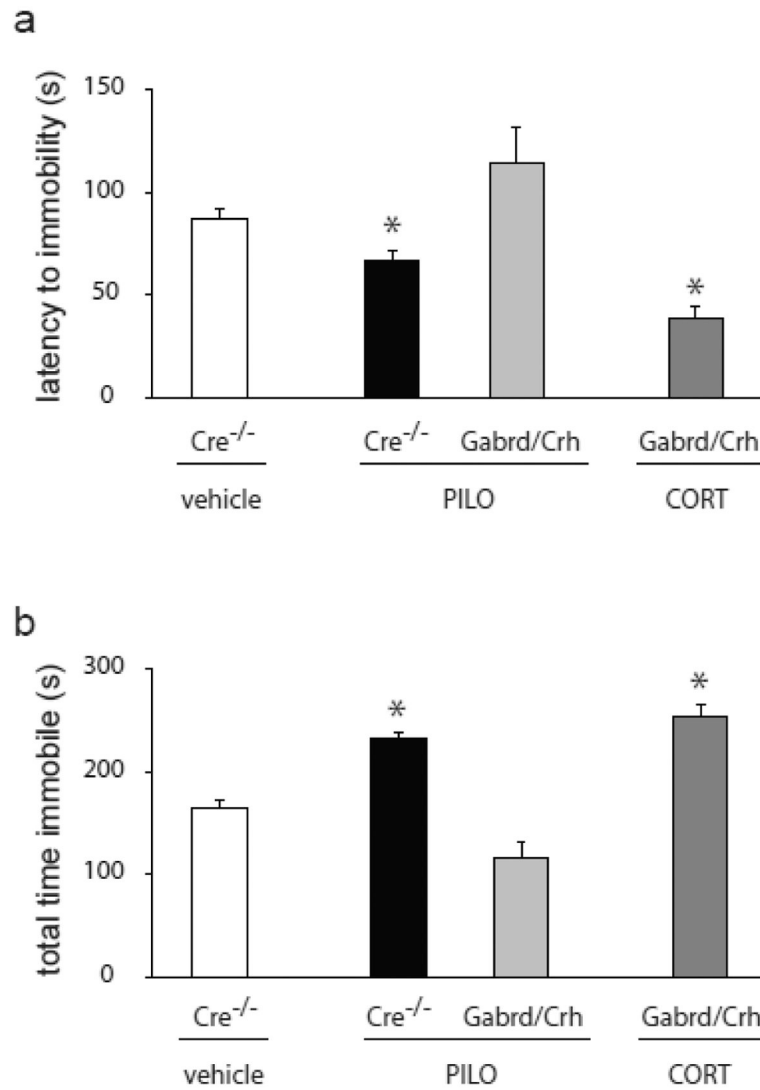 a
latency to immobility (s)
150
100
50
0
*
*
Cre-/- Cre-/- Gabrd/Crh Gabrd/Crh
vehicle PILO CORT
b
total time immobile (s)
300
200
100
0
*
*
Cre-/- Cre-/- Gabrd/Crh Gabrd/Crh
vehicle PILO CORT